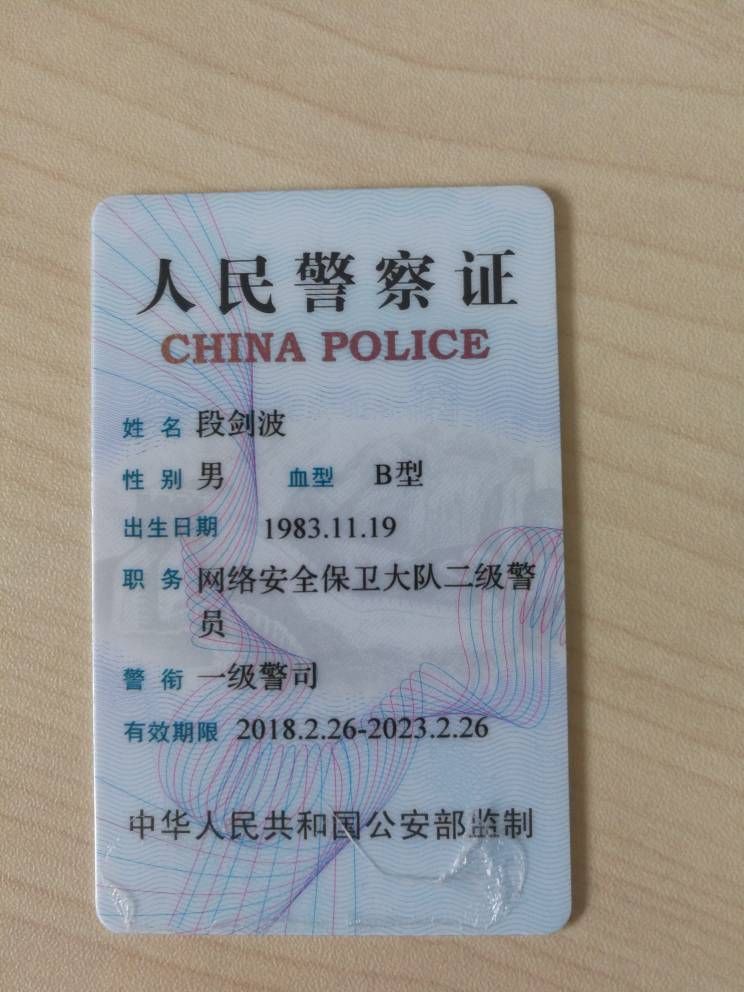 人民警察证
CHINA POLICE
姓名 段剑波
性别 男 血型 B型
出生日期 1983.11.19
职务 网络安全保卫大队二级警
员
警衔 一级警司
有效期限 2018.2.26-2023.2.26
中华人民共和国公安部监制